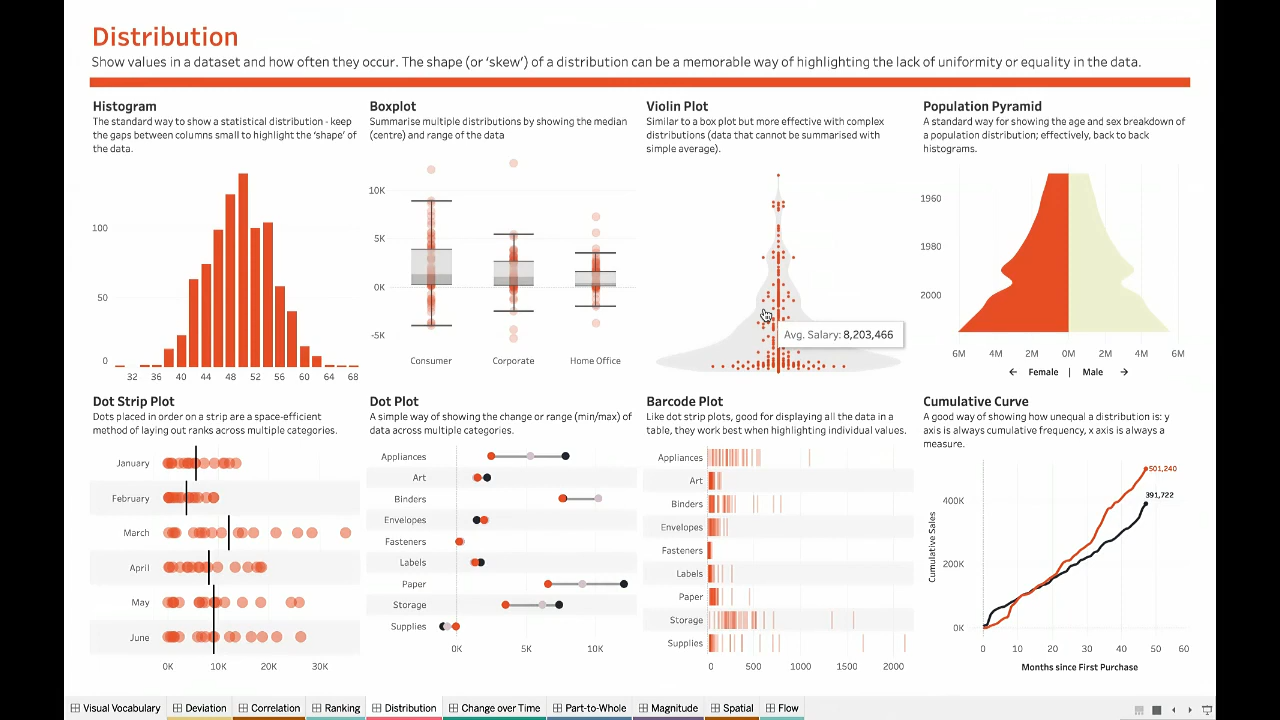 Distribution
Show values in a dataset and how often they occur. The shape (or ‘skew’) of a distribution can be a memorable way of highlighting the lack of uniformity or equality in the data.
Histogram
The standard way to show a statistical distribution - keep
the gaps between columns small to highlight the ‘shape’ of
the data.
100
50
0
32 36 40 44 48 52 56 60 64 68
Boxplot
Summarise multiple distributions by showing the median
(centre) and range of the data
10K
5K
0K
-5K
Consumer Corporate Home Office
Violin Plot
Similar to a box plot but more effective with complex
distributions (data that cannot be summarised with
simple average).
Avg. Salary: 8,203,466
Population Pyramid
A standard way for showing the age and sex breakdown of
a population distribution; effectively, back to back
histograms.
1960
1980
2000
6M 4M 2M 0M 2M 4M 6M
← Female | Male →
Dot Strip Plot
Dots placed in order on a strip are a space-efficient
method of laying out ranks across multiple categories.
January
February
March
April
May
June
0K 10K 20K 30K
Dot Plot
A simple way of showing the change or range (min/max) of
data across multiple categories.
Appliances
Art
Binders
Envelopes
Fasteners
Labels
Paper
Storage
Supplies
0K 5K 10K
Barcode Plot
Like dot strip plots, good for displaying all the data in a
table, they work best when highlighting individual values.
Appliances
Art
Binders
Envelopes
Fasteners
Labels
Paper
Storage
Supplies
0 500 1000 1500 2000
Cumulative Curve
A good way of showing how unequal a distribution is: y
axis is always cumulative frequency, x axis is always a
measure.
501,240
391,722
Cumulative Sales
400K
200K
0K
0 10 20 30 40 50 60
Months since First Purchase
Visual Vocabulary Deviation Correlation Ranking Distribution Change over Time Part-to-Whole Magnitude Spatial Flow